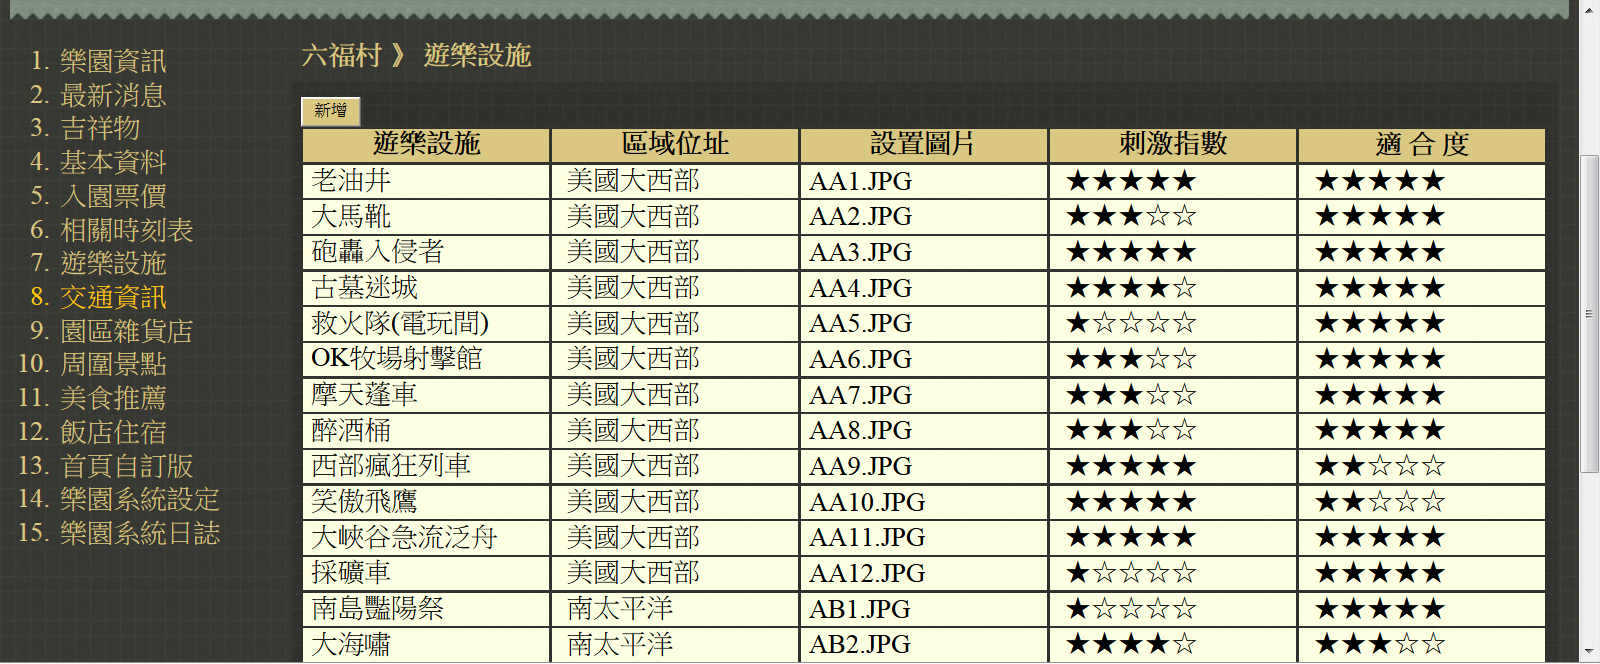 1. 樂園資訊
2. 最新消息
3. 吉祥物
4. 基本資料
5. 入園票價
6. 相關時刻表
7. 遊樂設施
8. 交通資訊
9. 園區雜貨店
10. 周圍景點
11. 美食推薦
12. 飯店住宿
13. 首頁自訂版
14. 樂園系統設定
15. 樂園系統日誌
六福村 》 遊樂設施
新增
遊樂設施 區域位址 設置圖片 刺激指數 適 合 度
老油井 美國大西部 AA1.JPG ★★★★★ ★★★★★
大馬靴 美國大西部 AA2.JPG ★★★☆☆ ★★★★★
砲轟入侵者 美國大西部 AA3.JPG ★★★★★ ★★★★★
古墓迷城 美國大西部 AA4.JPG ★★★★☆ ★★★★★
救火隊(電玩間) 美國大西部 AA5.JPG ★☆☆☆☆ ★★★★★
OK牧場射擊館 美國大西部 AA6.JPG ★★★☆☆ ★★★★★
摩天蓬車 美國大西部 AA7.JPG ★★★☆☆ ★★★★★
醉酒桶 美國大西部 AA8.JPG ★★★☆☆ ★★★★★
西部瘋狂列車 美國大西部 AA9.JPG ★★★★★ ★★☆☆☆
笑傲飛鷹 美國大西部 AA10.JPG ★★★★★ ★★☆☆☆
大峽谷急流泛舟 美國大西部 AA11.JPG ★★★★★ ★★★★★
採礦車 美國大西部 AA12.JPG ★☆☆☆☆ ★★★★★
南島豔陽祭 南太平洋 AB1.JPG ★☆☆☆☆ ★★★★★
大海嘯 南太平洋 AB2.JPG ★★★★☆ ★★★☆☆